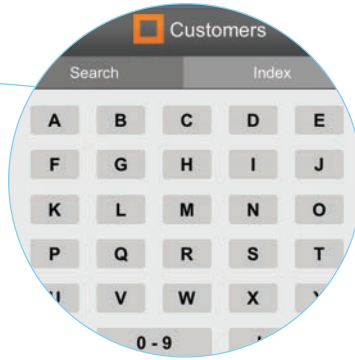 Customers
Search Index
A B C D E
F G H I J
K L M N O
P Q R S T
U V W X Y
0 - 9